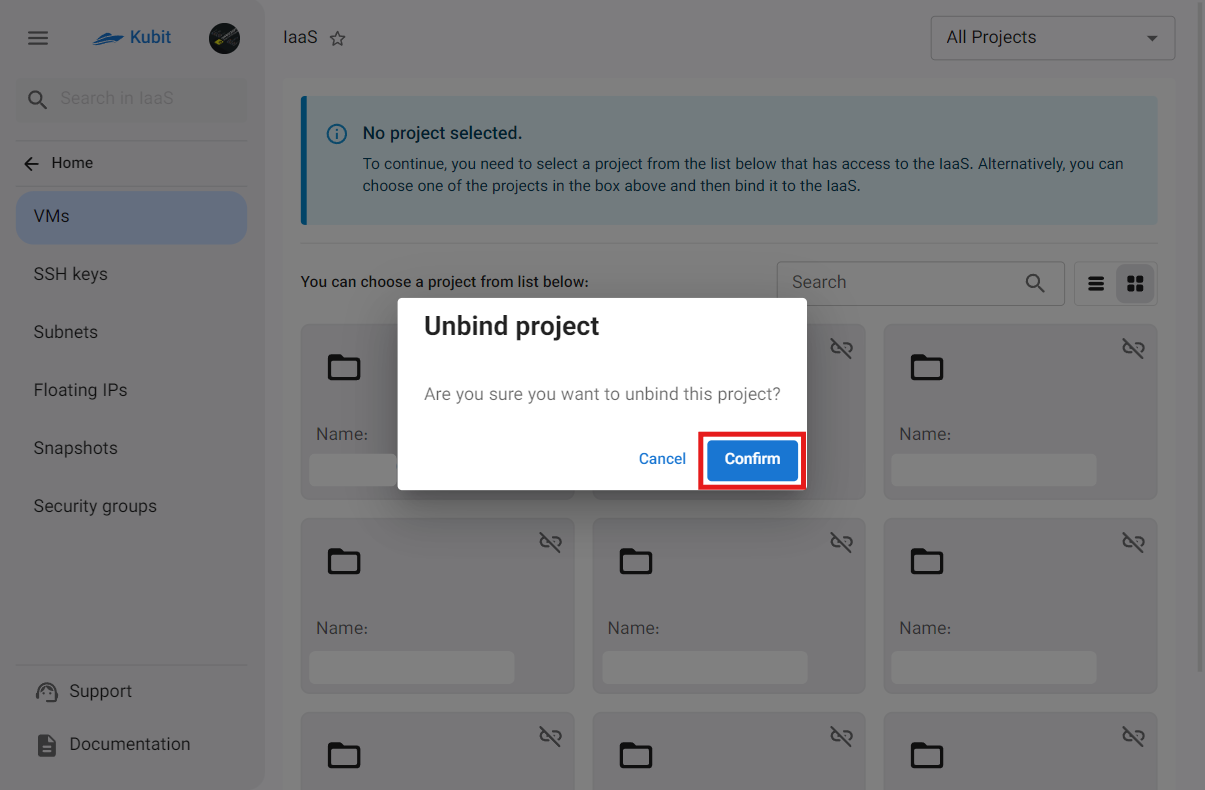 Kubit
IaaS
All Projects
Search in IaaS
Home
VMs
SSH keys
Subnets
Floating IPs
Snapshots
Security groups
Support
Documentation
No project selected.
To continue, you need to select a project from the list below that has access to the IaaS. Alternatively, you can
choose one of the projects in the box above and then bind it to the IaaS.
You can choose a project from list below:
Search
Unbind project
Are you sure you want to unbind this project?
Cancel
Confirm
Name:
Name:
Name:
Name:
Name: